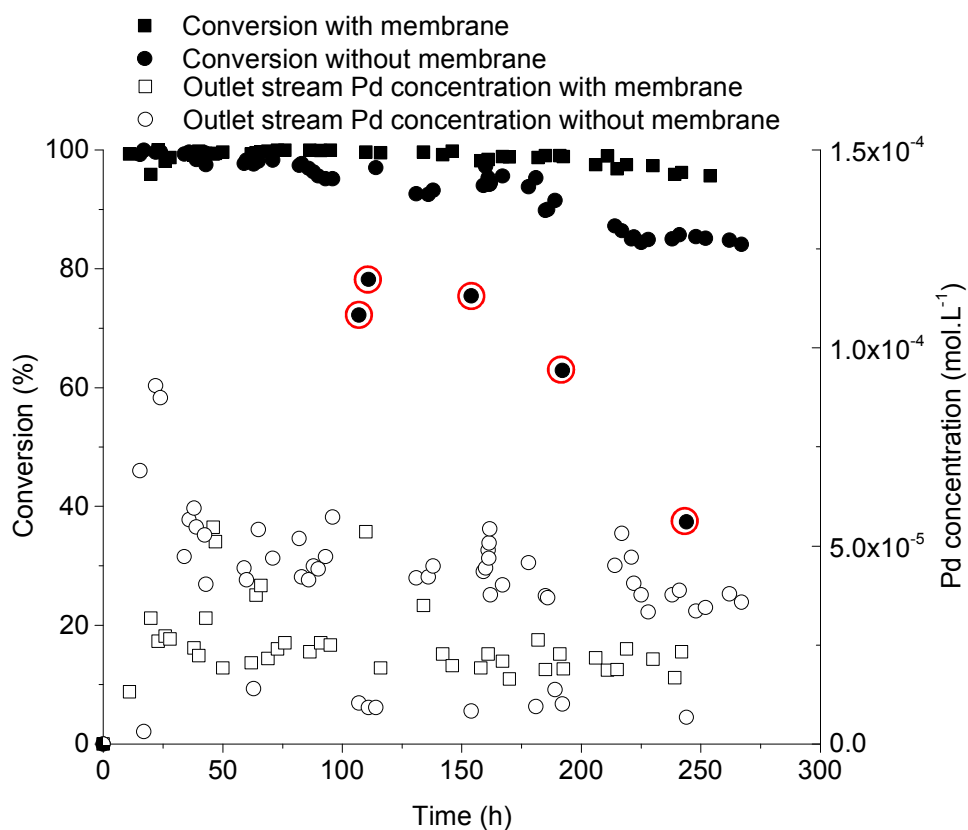 Conversion with membrane
Conversion without membrane
Outlet stream Pd concentration with membrane
Outlet stream Pd concentration without membrane
100
80
60
40
20
0
Conversion (%)
1.5x10⁻⁴
1.0x10⁻⁴
5.0x10⁻⁵
0.0
Pd concentration (mol.L⁻¹)
0
50
100
150
200
250
300
Time (h)